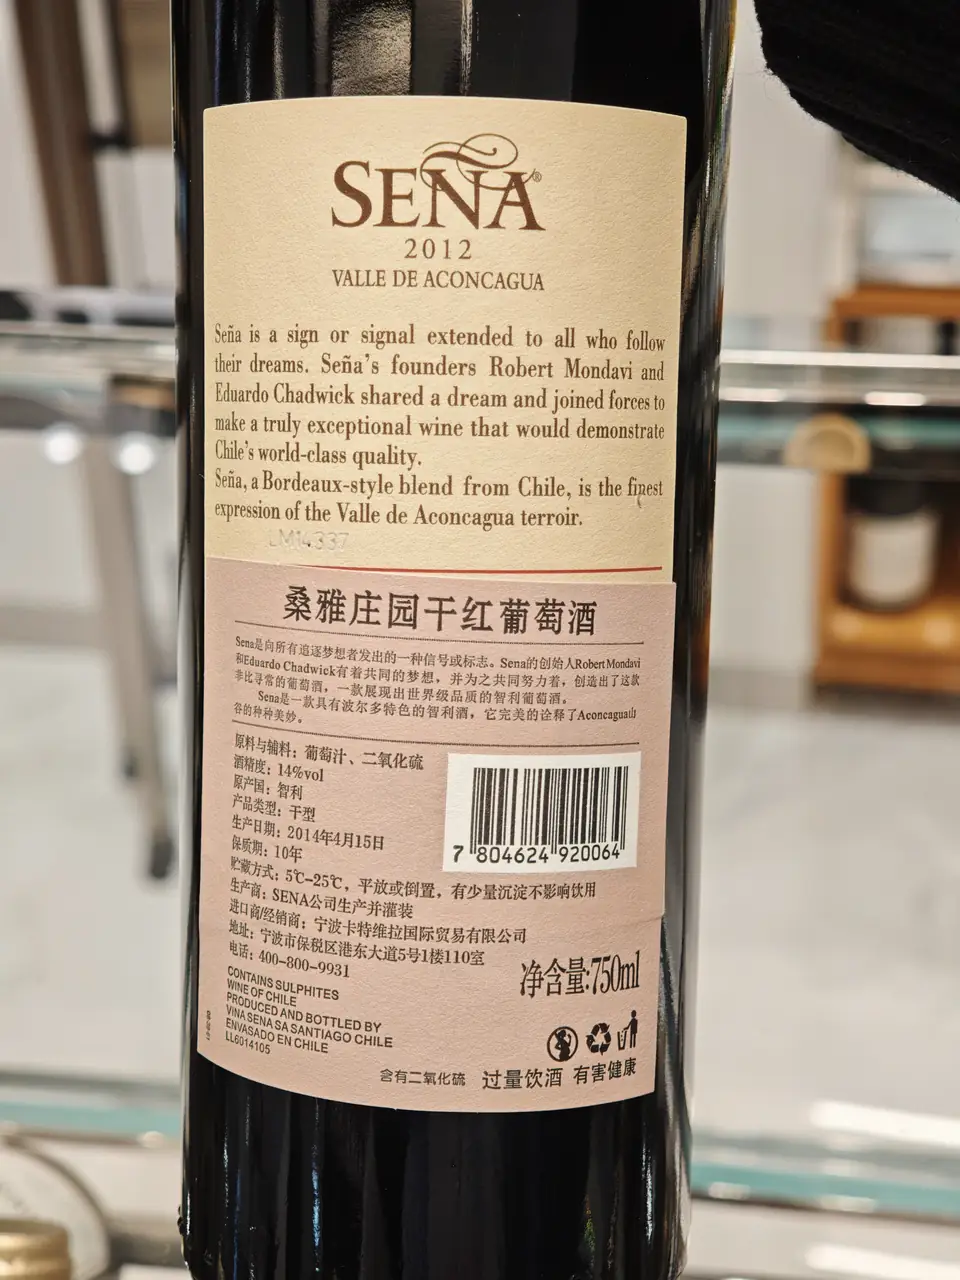 SEÑA®
2012
VALLE DE ACONCAGUA
Seña is a sign or signal extended to all who follow
their dreams. Seña's founders Robert Mondavi and
Eduardo Chadwick shared a dream and joined forces to
make a truly exceptional wine that would demonstrate
Chile's world-class quality.
Seña, a Bordeaux-style blend from Chile, is the finest
expression of the Valle de Aconcagua terroir.
LM14337
桑雅庄园干红葡萄酒
Sena是向所有追逐梦想者发出的一种信号或标志。Sena的创始人Robert Mondavi
和Eduardo Chadwick有着共同的梦想，并为之共同努力着，创造出了这款
非比寻常的葡萄酒，一款展现出世界级品质的智利葡萄酒。
Sena是一款具有波尔多特色的智利酒，它完美的诠释了Aconcagua山
谷的种种美妙。
原料与辅料：葡萄汁、二氧化硫
酒精度：14%vol
原产国：智利
产品类型：干型
生产日期：2014年4月15日
保质期：10年
贮藏方式：5℃-25℃，平放或倒置，有少量沉淀不影响饮用
生产商：SENA公司生产并灌装
进口商/经销商：宁波卡特维拉国际贸易有限公司
地址：宁波市保税区港东大道5号1楼110室
电话：400-800-9931
7 804624 920064
净含量:750ml
CONTAINS SULPHITES
WINE OF CHILE
PRODUCED AND BOTTLED BY
VINA SENA SA SANTIAGO CHILE
ENVASADO EN CHILE
LL6014105
含有二氧化硫 过量饮酒 有害健康